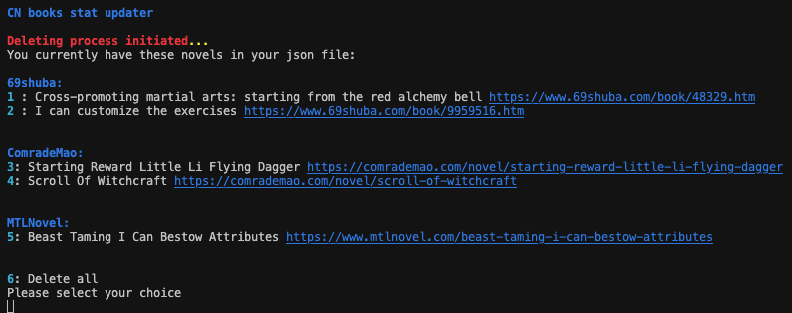 CN books stat updater
Deleting process initiated...
You currently have these novels in your json file:
69shuba:
1 : Cross-promoting martial arts: starting from the red alchemy bell https://www.69shuba.com/book/48329.htm
2 : I can customize the exercises https://www.69shuba.com/book/9959516.htm
ComradeMao:
3: Starting Reward Little Li Flying Dagger https://comrademao.com/novel/starting-reward-little-li-flying-dagger
4: Scroll Of Witchcraft https://comrademao.com/novel/scroll-of-witchcraft
MTLNovel:
5: Beast Taming I Can Bestow Attributes https://www.mtlnovel.com/beast-taming-i-can-bestow-attributes
6: Delete all
Please select your choice